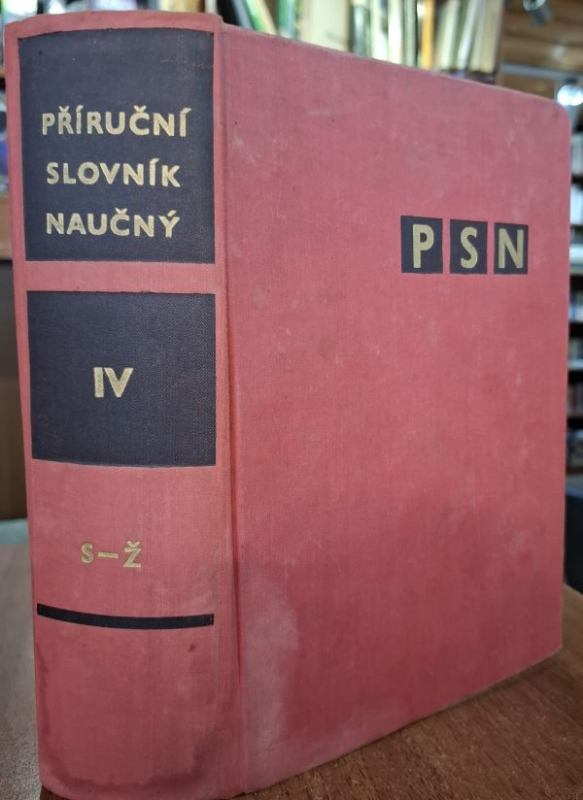 PŘÍRUČNÍ
SLOVNÍK
NAUČNÝ
IV
S–Ž
PSN